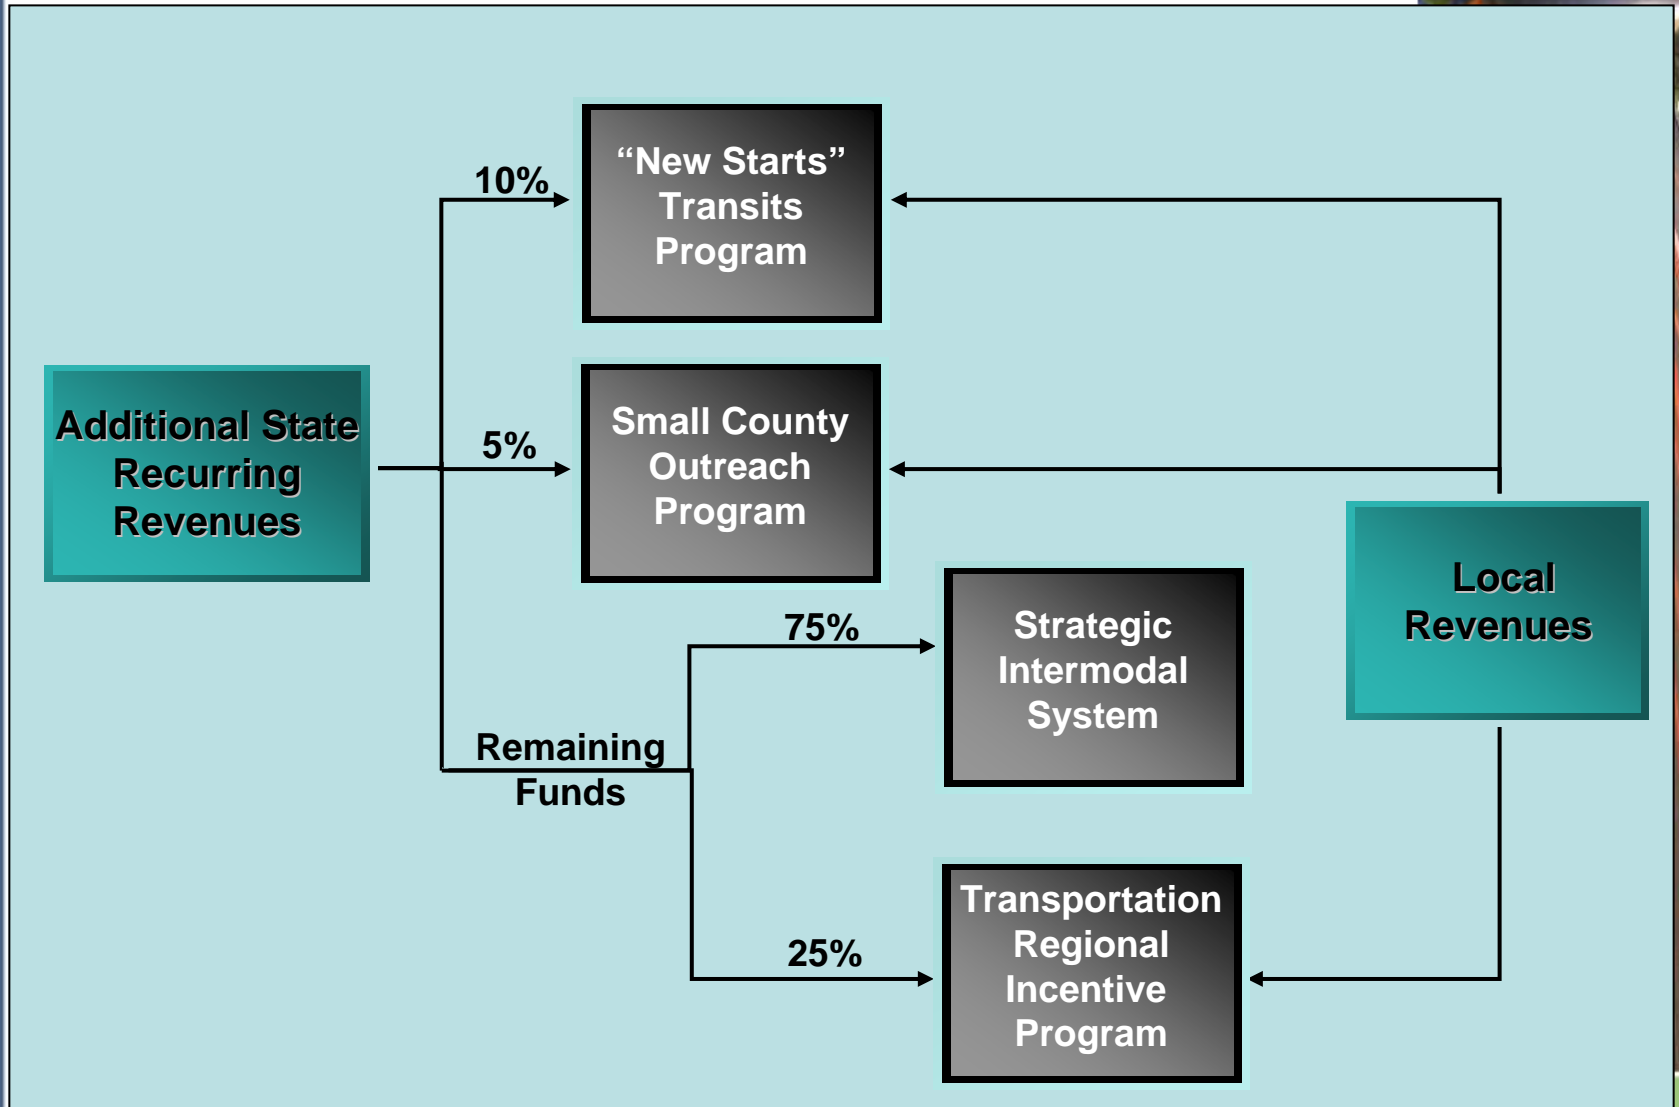 10%
“New Starts”
Transits
Program
Additional State
Recurring
Revenues
5%
Small County
Outreach
Program
75%
Strategic
Intermodal
System
Local
Revenues
Remaining
Funds
25%
Transportation
Regional
Incentive
Program